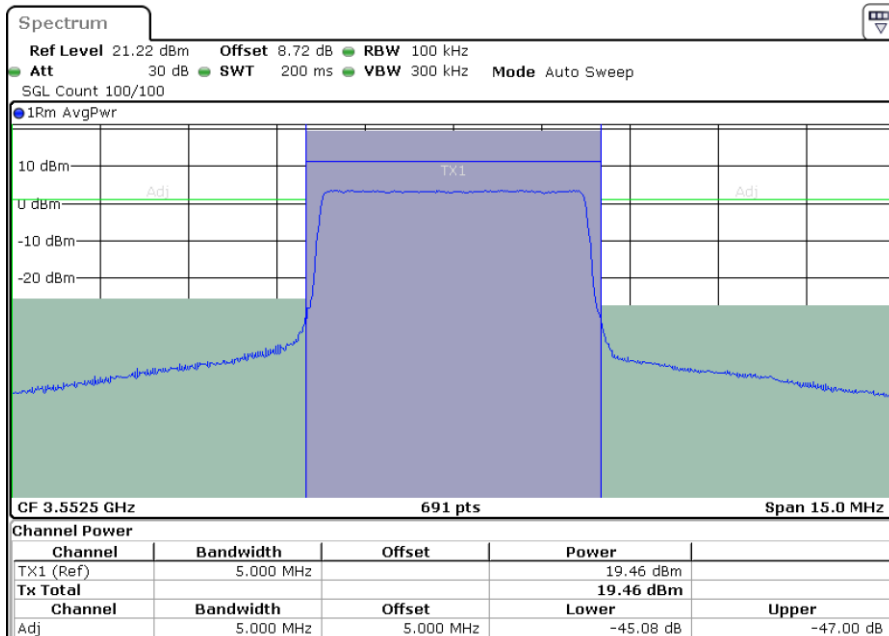 Spectrum
Ref Level 21.22 dBm Offset 8.72 dB RBW 100 kHz
Att 30 dB SWT 200 ms VBW 300 kHz Mode Auto Sweep
SGL Count 100/100
1Rm AvgPwr
10 dBm
TX1
Adj Adj
0 dBm
-10 dBm
-20 dBm
CF 3.5525 GHz 691 pts Span 15.0 MHz
Channel Power
Channel Bandwidth Offset Power
TX1 (Ref) 5.000 MHz 19.46 dBm
Tx Total 19.46 dBm
Channel Bandwidth Offset Lower Upper
Adj 5.000 MHz 5.000 MHz -45.08 dB -47.00 dB